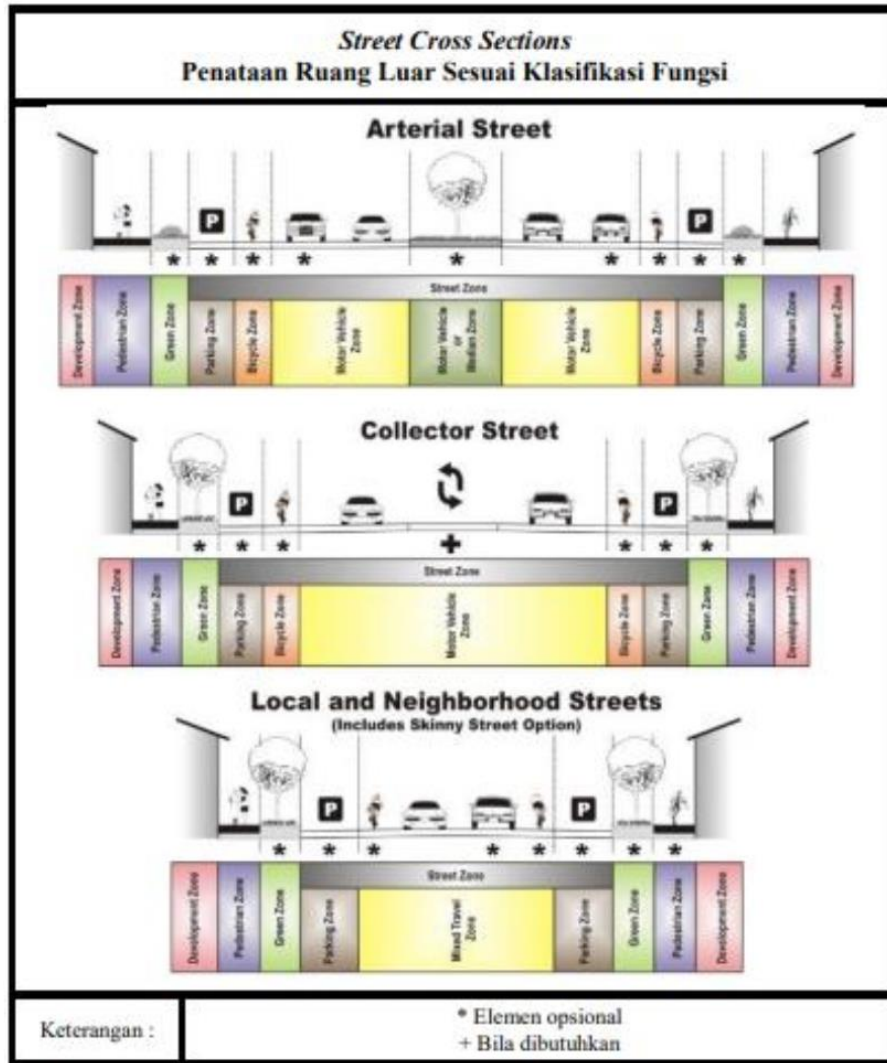 Street Cross Sections
Penataan Ruang Luar Sesuai Klasifikasi Fungsi
Arterial Street
P P
* * * * * * * * *
Street Zone
Development Zone
Pedestrian Zone
Green Zone
Parking Zone
Bicycle Zone
Motor Vehicle Zone
Motor Vehicle or Median Zone
Motor Vehicle Zone
Bicycle Zone
Parking Zone
Green Zone
Pedestrian Zone
Development Zone
Collector Street
P P
* * * + * * *
Street Zone
Development Zone
Pedestrian Zone
Green Zone
Parking Zone
Bicycle Zone
Motor Vehicle Zone
Bicycle Zone
Parking Zone
Green Zone
Pedestrian Zone
Development Zone
Local and Neighborhood Streets
(Includes Skinny Street Option)
P P
* * * * * * * *
Street Zone
Development Zone
Pedestrian Zone
Green Zone
Parking Zone
Mixed Travel Zone
Parking Zone
Green Zone
Pedestrian Zone
Development Zone
Keterangan :
* Elemen opsional
+ Bila dibutuhkan